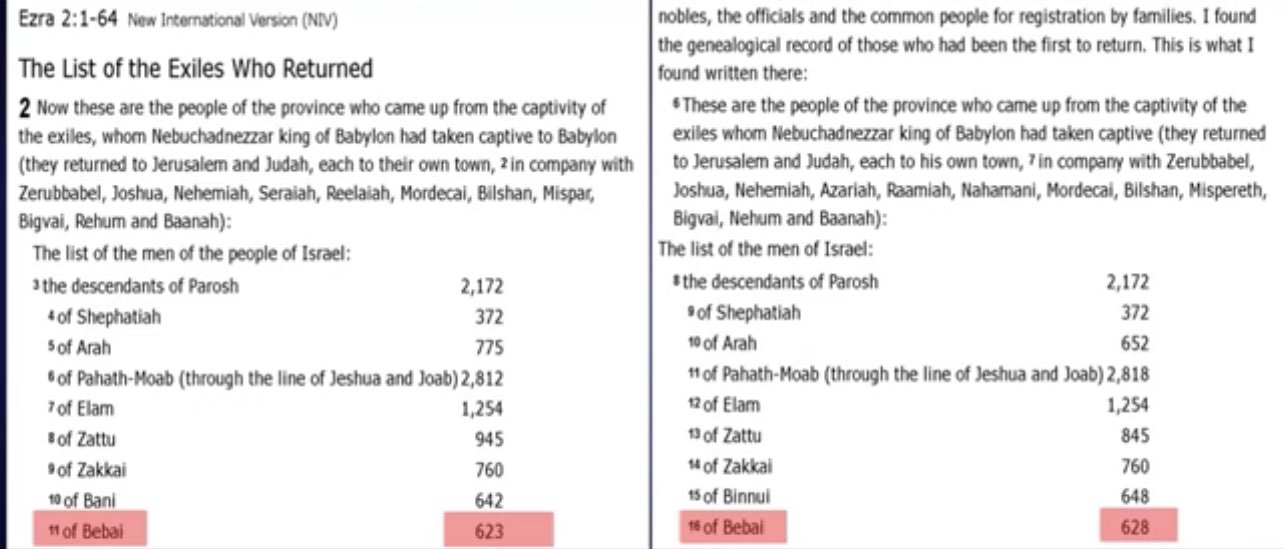 Ezra 2:1-64 New International Version (NIV)
The List of the Exiles Who Returned
2 Now these are the people of the province who came up from the captivity of
the exiles, whom Nebuchadnezzar king of Babylon had taken captive to Babylon
(they returned to Jerusalem and Judah, each to their own town, 2 in company with
Zerubbabel, Joshua, Nehemiah, Seraiah, Reelaiah, Mordecai, Bilshan, Mispar,
Bigvai, Rehum and Baanah):
The list of the men of the people of Israel:
3 the descendants of Parosh 2,172
4 of Shephatiah 372
5 of Arah 775
6 of Pahath-Moab (through the line of Jeshua and Joab) 2,812
7 of Elam 1,254
8 of Zattu 945
9 of Zakkai 760
10 of Bani 642
11 of Bebai 623
nobles, the officials and the common people for registration by families. I found
the genealogical record of those who had been the first to return. This is what I
found written there:
6 These are the people of the province who came up from the captivity of the
exiles whom Nebuchadnezzar king of Babylon had taken captive (they returned
to Jerusalem and Judah, each to his own town, 7 in company with Zerubbabel,
Joshua, Nehemiah, Azariah, Raamiah, Nahamani, Mordecai, Bilshan, Mispereth,
Bigvai, Nehum and Baanah):
The list of the men of Israel:
8 the descendants of Parosh 2,172
9 of Shephatiah 372
10 of Arah 652
11 of Pahath-Moab (through the line of Jeshua and Joab) 2,818
12 of Elam 1,254
13 of Zattu 845
14 of Zakkai 760
15 of Binnui 648
16 of Bebai 628